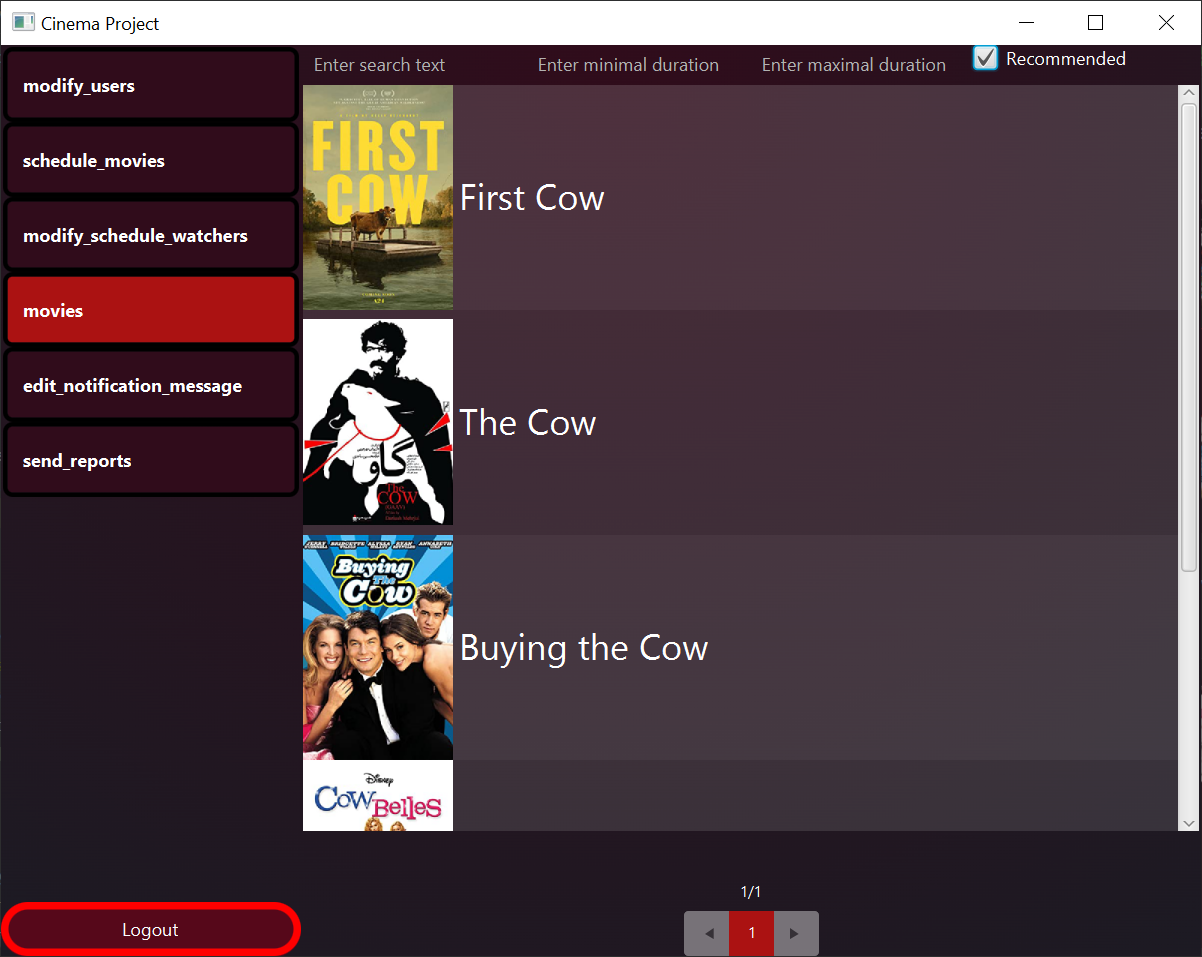 Cinema Project
modify_users
schedule_movies
modify_schedule_watchers
movies
edit_notification_message
send_reports
Logout
Enter search text
Enter minimal duration
Enter maximal duration
Recommended
FIRST
COW
First Cow
گاو
The
COW
The Cow
Buying
The
Cow
Buying the Cow
Disney
COW BELLES
1/1
1